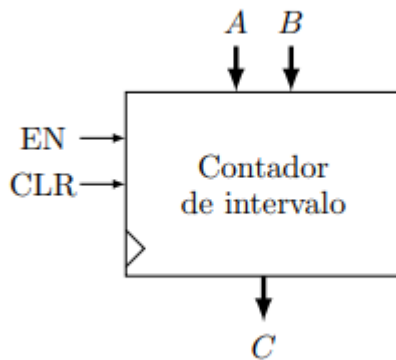 A B
EN
CLR
Contador
de intervalo
C